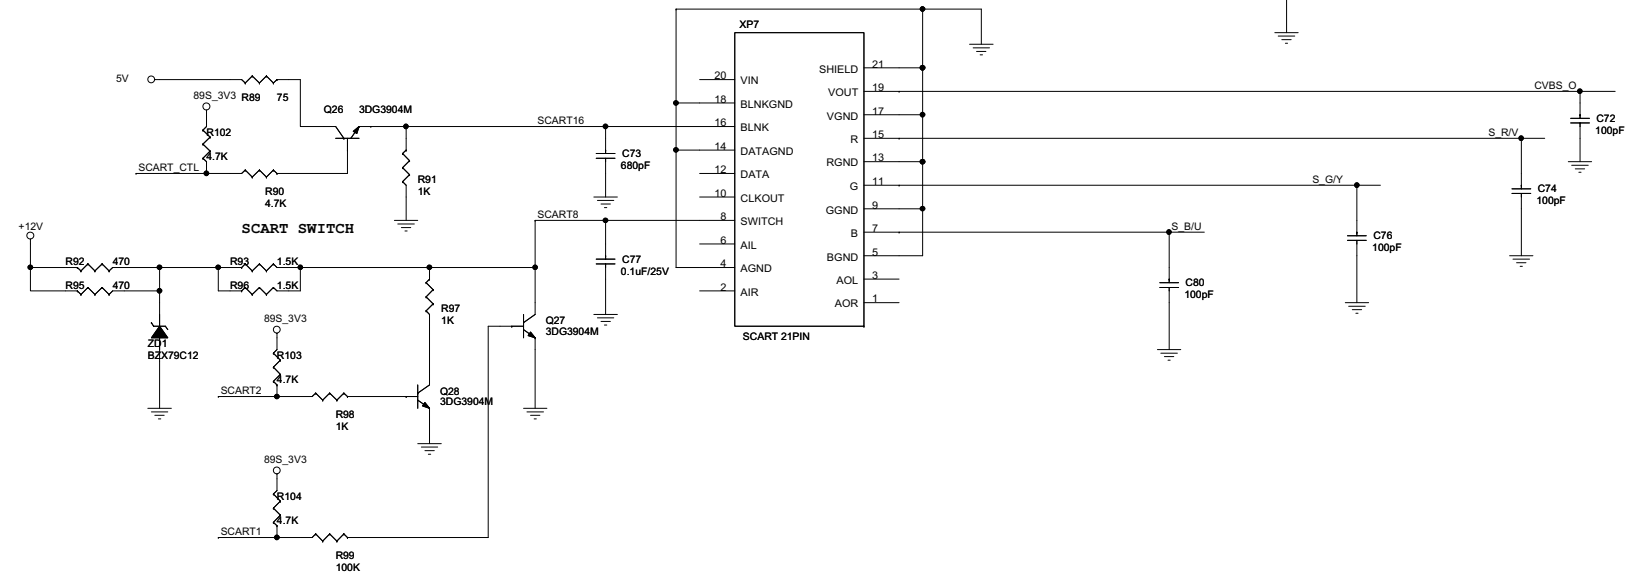 XP7
5V
R89 75
89S_3V3
Q26 3DG3904M
R102
4.7K
SCART_CTL
R90
4.7K
R91
1K
SCART16
C73
680pF
SCART SWITCH
SCART8
C77
0.1uF/25V
+12V
R92 470
R95 470
R93 1.5K
R96 1.5K
ZD1
BZX79C12
R97
1K
Q27
3DG3904M
89S_3V3
R103
4.7K
SCART2
R98
1K
Q28
3DG3904M
89S_3V3
R104
4.7K
SCART1
R99
100K
20 VIN
18 BLNKGND
16 BLNK
14 DATAGND
12 DATA
10 CLKOUT
8 SWITCH
6 AIL
4 AGND
2 AIR
SHIELD 21
VOUT 19
VGND 17
R 15
RGND 13
G 11
GGND 9
B 7
BGND 5
AOL 3
AOR 1
SCART 21PIN
CVBS_O
C72
100pF
S_R/V
C74
100pF
S_G/Y
C76
100pF
S_B/U
C80
100pF